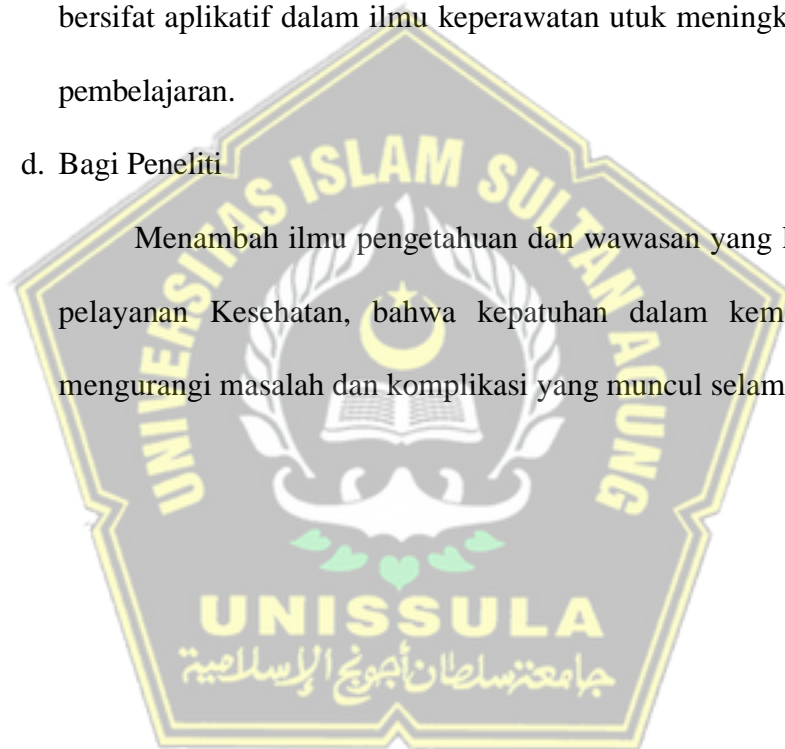 bersifat aplikatif dalam ilmu keperawatan utuk meningk
pembelajaran.
d. Bagi Peneliti
Menambah ilmu pengetahuan dan wawasan yang
pelayanan Kesehatan, bahwa kepatuhan dalam kem
mengurangi masalah dan komplikasi yang muncul selam
UNIVERSITAS ISLAM SULTAN AGUNG
UNISSULA
جامعة سلطان أجونج الإسلامية